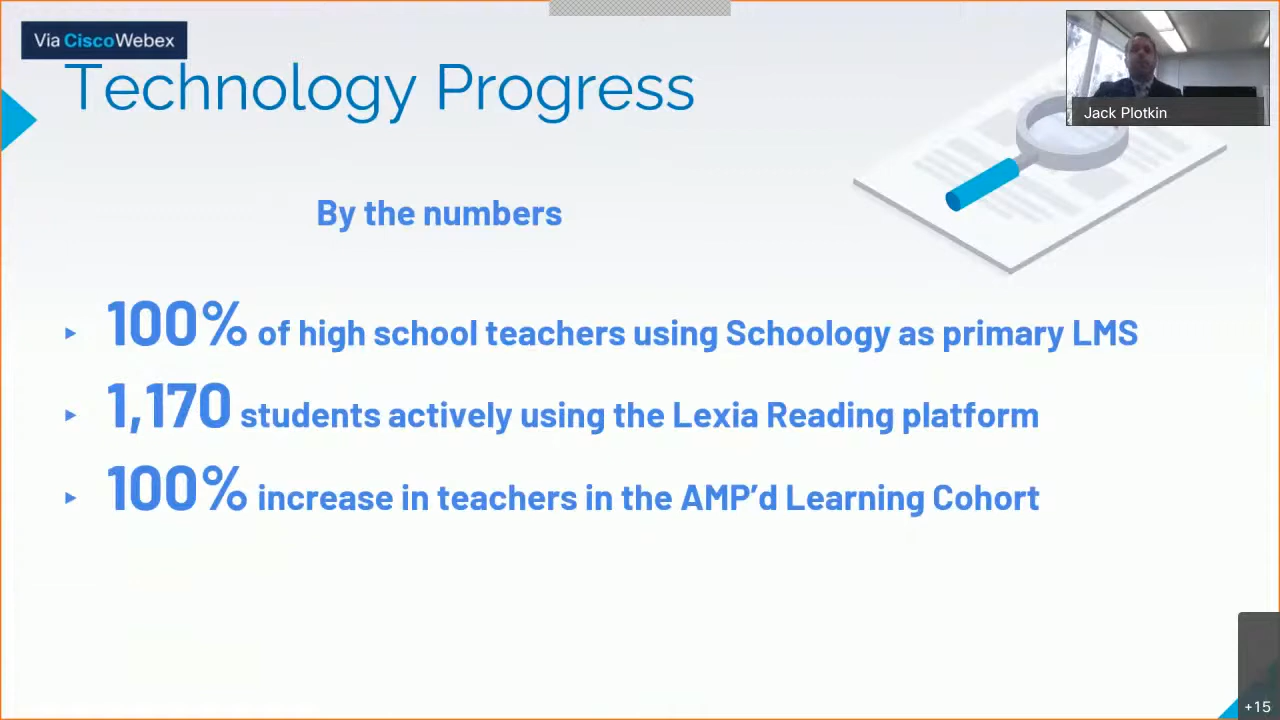 Via CiscoWebex
Jack Plotkin
Technology Progress
By the numbers
100% of high school teachers using Schoology as primary LMS
1,170 students actively using the Lexia Reading platform
100% increase in teachers in the AMP’d Learning Cohort
+15